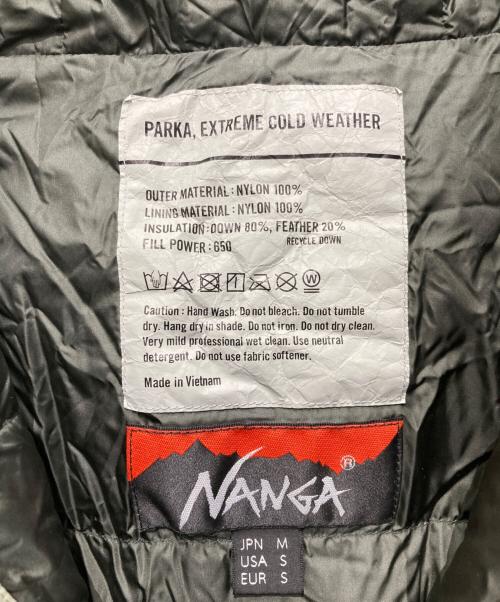 PARKA, EXTREME COLD WEATHER
OUTER MATERIAL : NYLON 100%
LINING MATERIAL : NYLON 100%
INSULATION : DOWN 80%, FEATHER 20%
FILL POWER : 650 RECYCLE DOWN
W
Caution : Hand Wash. Do not bleach. Do not tumble
dry. Hang dry in shade. Do not iron. Do not dry clean.
Very mild professional wet clean. Use neutral
detergent. Do not use fabric softener.
Made in Vietnam
NANGA®
JPN M
USA S
EUR S